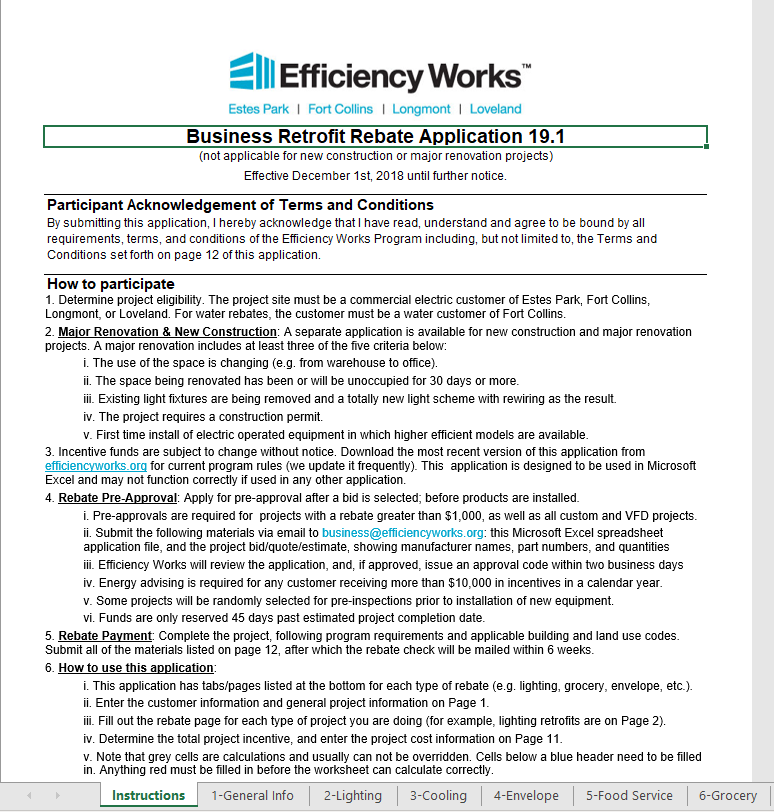 Efficiency Works™
Estes Park | Fort Collins | Longmont | Loveland
Business Retrofit Rebate Application 19.1
(not applicable for new construction or major renovation projects)
Effective December 1st, 2018 until further notice.
Participant Acknowledgement of Terms and Conditions
By submitting this application, I hereby acknowledge that I have read, understand and agree to be bound by all
requirements, terms, and conditions of the Efficiency Works Program including, but not limited to, the Terms and
Conditions set forth on page 12 of this application.
How to participate
1. Determine project eligibility. The project site must be a commercial electric customer of Estes Park, Fort Collins,
Longmont, or Loveland. For water rebates, the customer must be a water customer of Fort Collins.
2. Major Renovation & New Construction: A separate application is available for new construction and major renovation
projects. A major renovation includes at least three of the five criteria below:
i. The use of the space is changing (e.g. from warehouse to office).
ii. The space being renovated has been or will be unoccupied for 30 days or more.
iii. Existing light fixtures are being removed and a totally new light scheme with rewiring as the result.
iv. The project requires a construction permit.
v. First time install of electric operated equipment in which higher efficient models are available.
3. Incentive funds are subject to change without notice. Download the most recent version of this application from
efficiencyworks.org for current program rules (we update it frequently). This application is designed to be used in Microsoft
Excel and may not function correctly if used in any other application.
4. Rebate Pre-Approval: Apply for pre-approval after a bid is selected; before products are installed.
i. Pre-approvals are required for projects with a rebate greater than $1,000, as well as all custom and VFD projects.
ii. Submit the following materials via email to business@efficiencyworks.org: this Microsoft Excel spreadsheet
application file, and the project bid/quote/estimate, showing manufacturer names, part numbers, and quantities
iii. Efficiency Works will review the application, and, if approved, issue an approval code within two business days
iv. Energy advising is required for any customer receiving more than $10,000 in incentives in a calendar year.
v. Some projects will be randomly selected for pre-inspections prior to installation of new equipment.
vi. Funds are only reserved 45 days past estimated project completion date.
5. Rebate Payment: Complete the project, following program requirements and applicable building and land use codes.
Submit all of the materials listed on page 12, after which the rebate check will be mailed within 6 weeks.
6. How to use this application:
i. This application has tabs/pages listed at the bottom for each type of rebate (e.g. lighting, grocery, envelope, etc.).
ii. Enter the customer information and general project information on Page 1.
iii. Fill out the rebate page for each type of project you are doing (for example, lighting retrofits are on Page 2).
iv. Determine the total project incentive, and enter the project cost information on Page 11.
v. Note that grey cells are calculations and usually can not be overridden. Cells below a blue header need to be filled
in. Anything red must be filled in before the worksheet can calculate correctly.
Instructions 1-General Info 2-Lighting 3-Cooling 4-Envelope 5-Food Service 6-Grocery